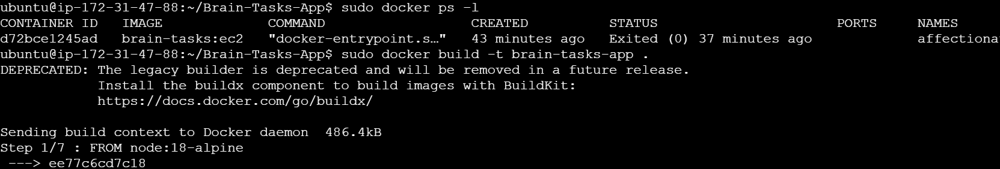 ubuntu@ip-172-31-47-88:~/Brain-Tasks-App$ sudo docker ps -l
CONTAINER ID   IMAGE             COMMAND                  CREATED          STATUS                      PORTS     NAMES
d72bce1245ad   brain-tasks:ec2   "docker-entrypoint.s…"   43 minutes ago   Exited (0) 37 minutes ago             affectiona
ubuntu@ip-172-31-47-88:~/Brain-Tasks-App$ sudo docker build -t brain-tasks-app .
DEPRECATED: The legacy builder is deprecated and will be removed in a future release.
            Install the buildx component to build images with BuildKit:
            https://docs.docker.com/go/buildx/

Sending build context to Docker daemon  486.4kB
Step 1/7 : FROM node:18-alpine
 ---> ee77c6cd7c18